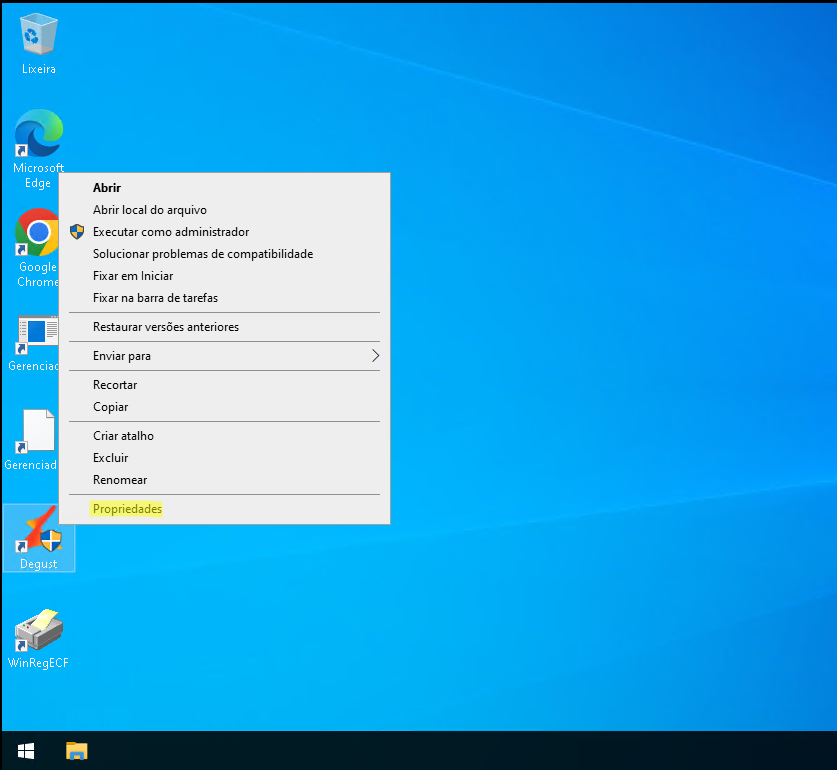 Lixeira
Microsoft
Edge
Google
Chrome
Gerenciad
Gerenciad
Degust
WinRegECF
Abrir
Abrir local do arquivo
Executar como administrador
Solucionar problemas de compatibilidade
Fixar em Iniciar
Fixar na barra de tarefas
Restaurar versões anteriores
Enviar para
Recortar
Copiar
Criar atalho
Excluir
Renomear
Propriedades